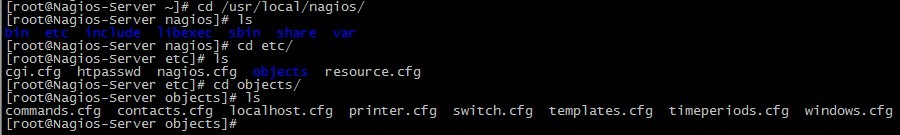 [root@Nagios-Server ~]# cd /usr/local/nagios/
[root@Nagios-Server nagios]# ls
bin etc include libexec sbin share var
[root@Nagios-Server nagios]# cd etc/
[root@Nagios-Server etc]# ls
cgi.cfg htpasswd nagios.cfg objects resource.cfg
[root@Nagios-Server etc]# cd objects/
[root@Nagios-Server objects]# ls
commands.cfg contacts.cfg localhost.cfg printer.cfg switch.cfg templates.cfg timeperiods.cfg windows.cfg
[root@Nagios-Server objects]#